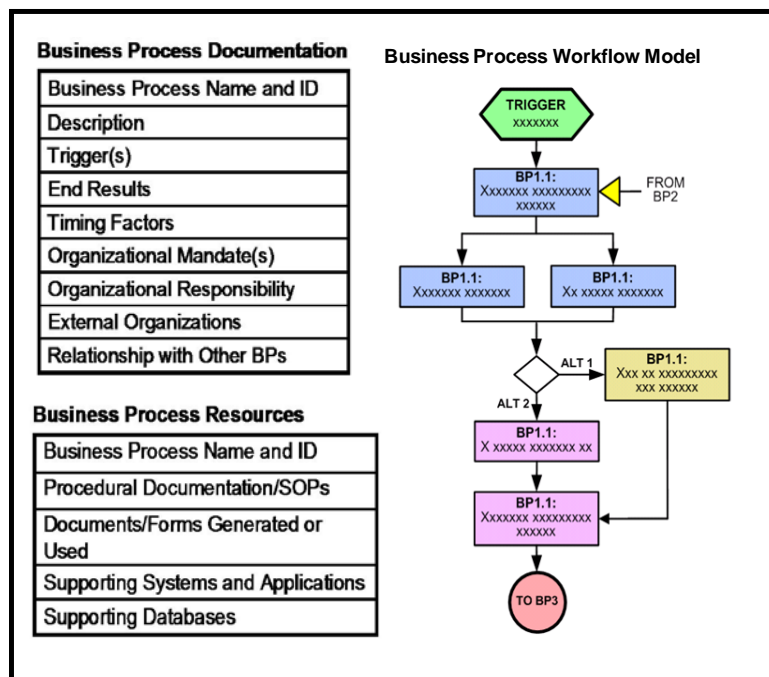 Business Process Documentation
Business Process Name and ID
Description
Trigger(s)
End Results
Timing Factors
Organizational Mandate(s)
Organizational Responsibility
External Organizations
Relationship with Other BPs
Business Process Resources
Business Process Name and ID
Procedural Documentation/SOPs
Documents/Forms Generated or
Used
Supporting Systems and Applications
Supporting Databases
Business Process Workflow Model
TRIGGER
xxxxxxx
BP1.1:
Xxxxxxx xxxxxxxxx
xxxxxx
FROM
BP2
BP1.1:
Xxxxxxx xxxxxxx
BP1.1:
Xx xxxxx xxxxxxx
ALT 1
BP1.1:
Xxx xx xxxxxxxxx
xxx xxxxxx
ALT 2
BP1.1:
X xxxxx xxxxxxx xx
BP1.1:
Xxxxxxx xxxxxxxxx
xxxxxx
TO BP3